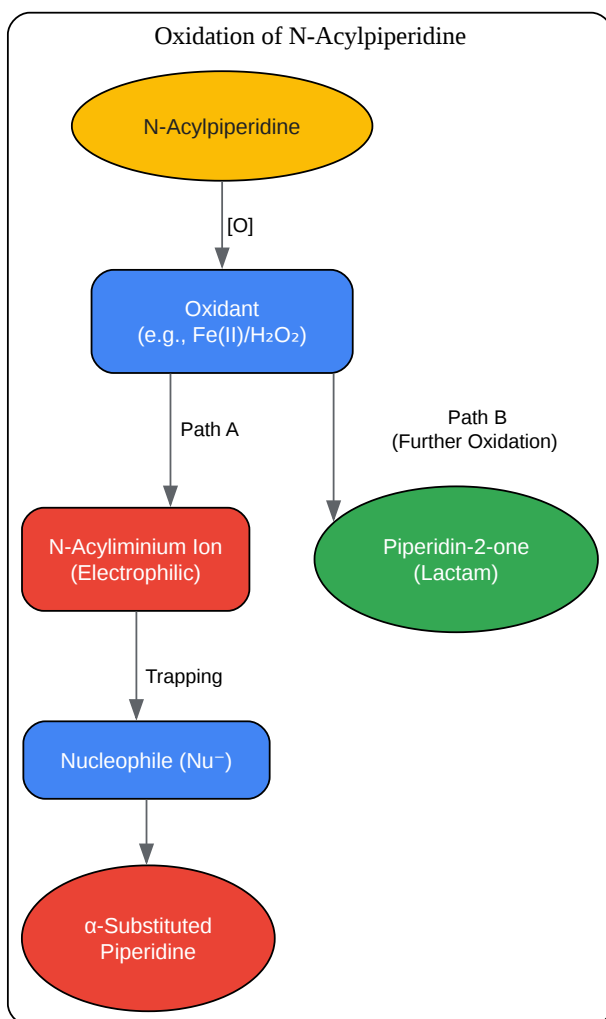 Oxidation of N-Acylpiperidine
N-Acylpiperidine
[O]
Oxidant
(e.g., Fe(II)/H₂O₂)
Path A
Path B
(Further Oxidation)
N-Acyliminium Ion
(Electrophilic)
Piperidin-2-one
(Lactam)
Trapping
Nucleophile (Nu⁻)
α-Substituted
Piperidine